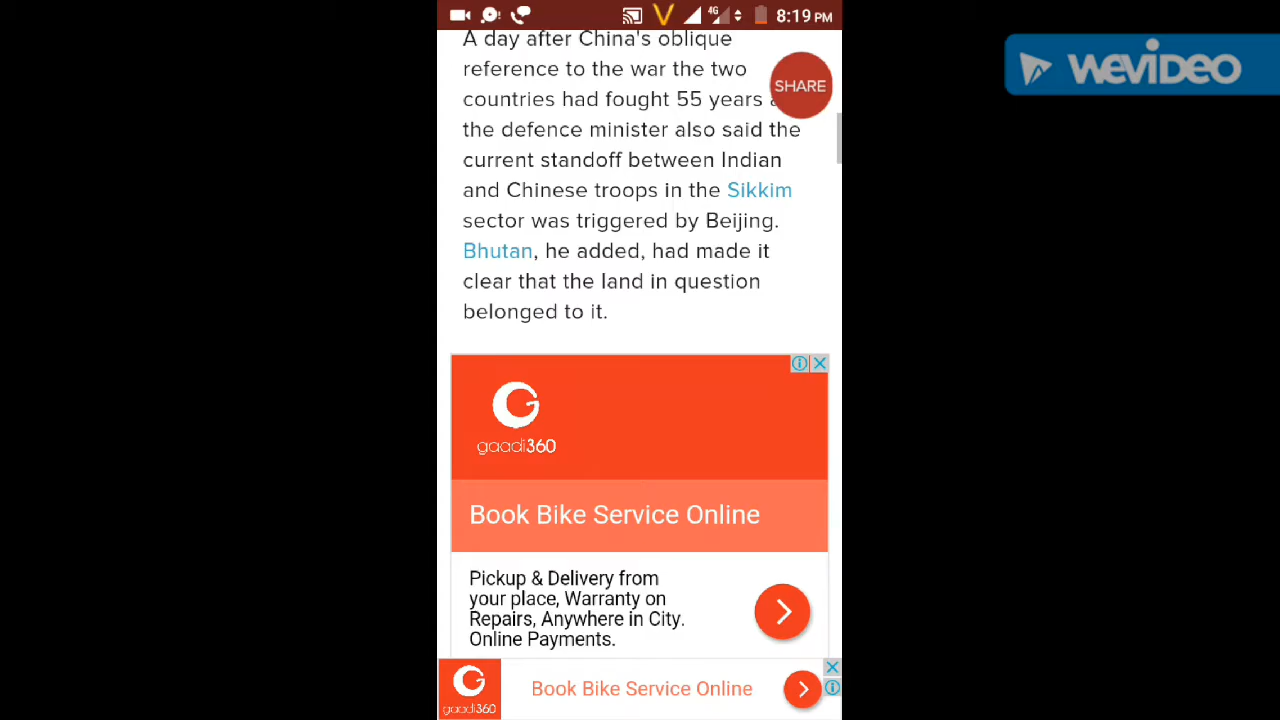 4G 8:19 PM
WEVIDEO
A day after China's oblique
reference to the war the two
SHARE
countries had fought 55 years
the defence minister also said the
current standoff between Indian
and Chinese troops in the Sikkim
sector was triggered by Beijing.
Bhutan, he added, had made it
clear that the land in question
belonged to it.
gaadi360
Book Bike Service Online
Pickup & Delivery from
your place, Warranty on
Repairs, Anywhere in City.
Online Payments.
gaadi360
Book Bike Service Online